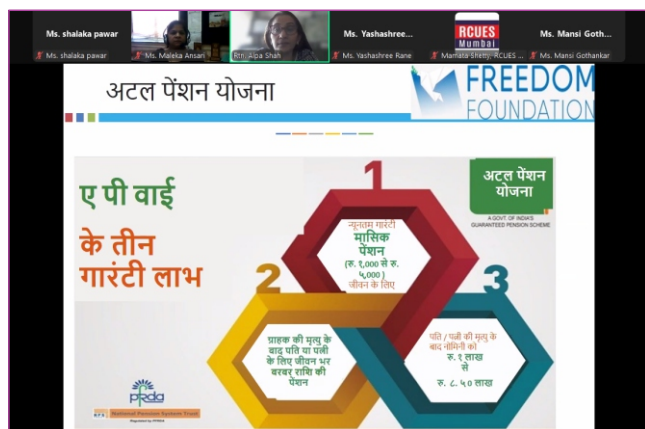 Ms. shalaka pawar
Ms. Yashashree...
RCUES
Mumbai
Ms. Mansi Goth...
Ms. shalaka pawar
Ms. Maleka Ansari
Rtn. Alpa Shah
Ms. Yashashree Rane
Mamata Shetty, RCUES ...
Ms. Mansi Gothankar
अटल पेंशन योजना
FREEDOM
FOUNDATION
ए पी वाई
के तीन
गारंटी लाभ
1
न्यूनतम गारंटी
मासिक
पेंशन
(रु. १,००० से रु.
५,००० )
जीवन के लिए
अटल पेंशन
योजना
A GOVT. OF INDIA'S
GUARANTEED PENSION SCHEME
2
ग्राहक की मृत्यु के
बाद पति या पत्नी
के लिए जीवन भर
बरबर राशि की
पेंशन
3
पति / पत्नी की मृत्यु के
बाद नॉमिनी को
रु. १ लाख
से
रु. ८.५० लाख
National Pension System Trust